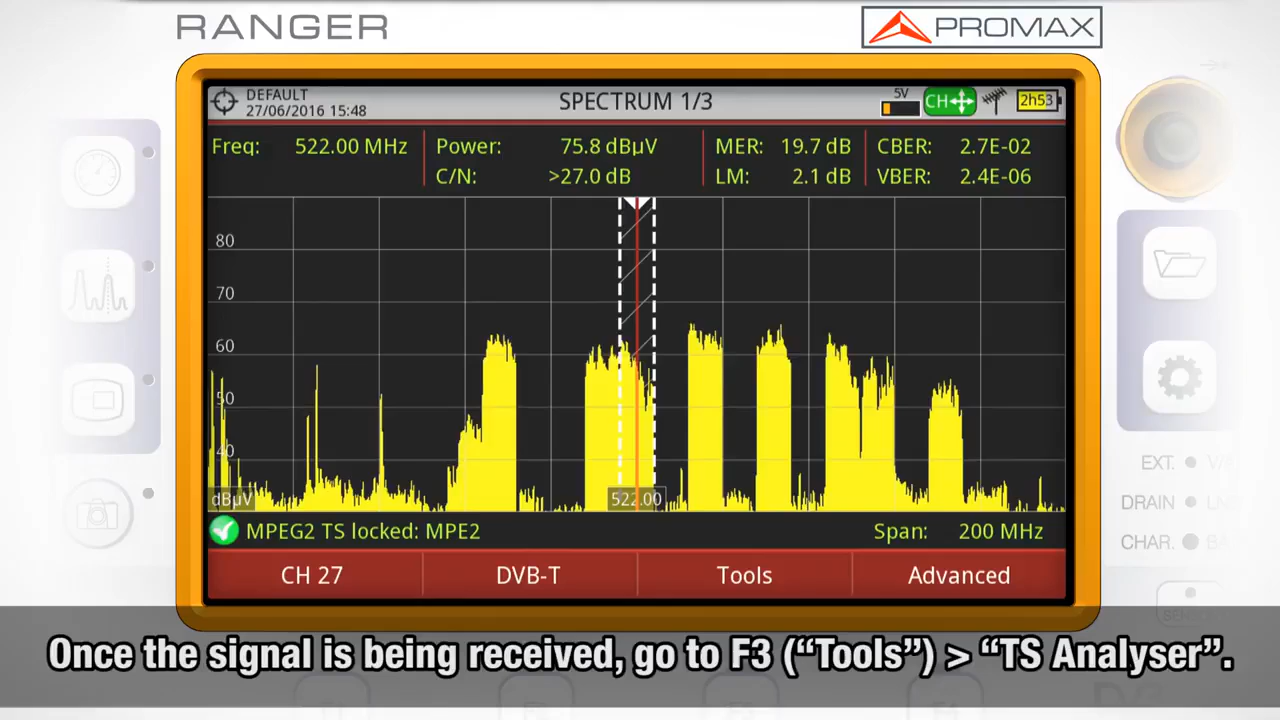 RANGER
PROMAX
DEFAULT
27/06/2016 15:48
SPECTRUM 1/3
5V
CH
2h53
Freq: 522.00 MHz
Power: 75.8 dBµV
MER: 19.7 dB
CBER: 2.7E-02
C/N: >27.0 dB
LM: 2.1 dB
VBER: 2.4E-06
80
70
60
50
40
dBµV
522.00
MPEG2 TS locked: MPE2
Span: 200 MHz
CH 27
DVB-T
Tools
Advanced
EXT.
DRAIN
CHAR.
Once the signal is being received, go to F3 (“Tools”) > “TS Analyser”.